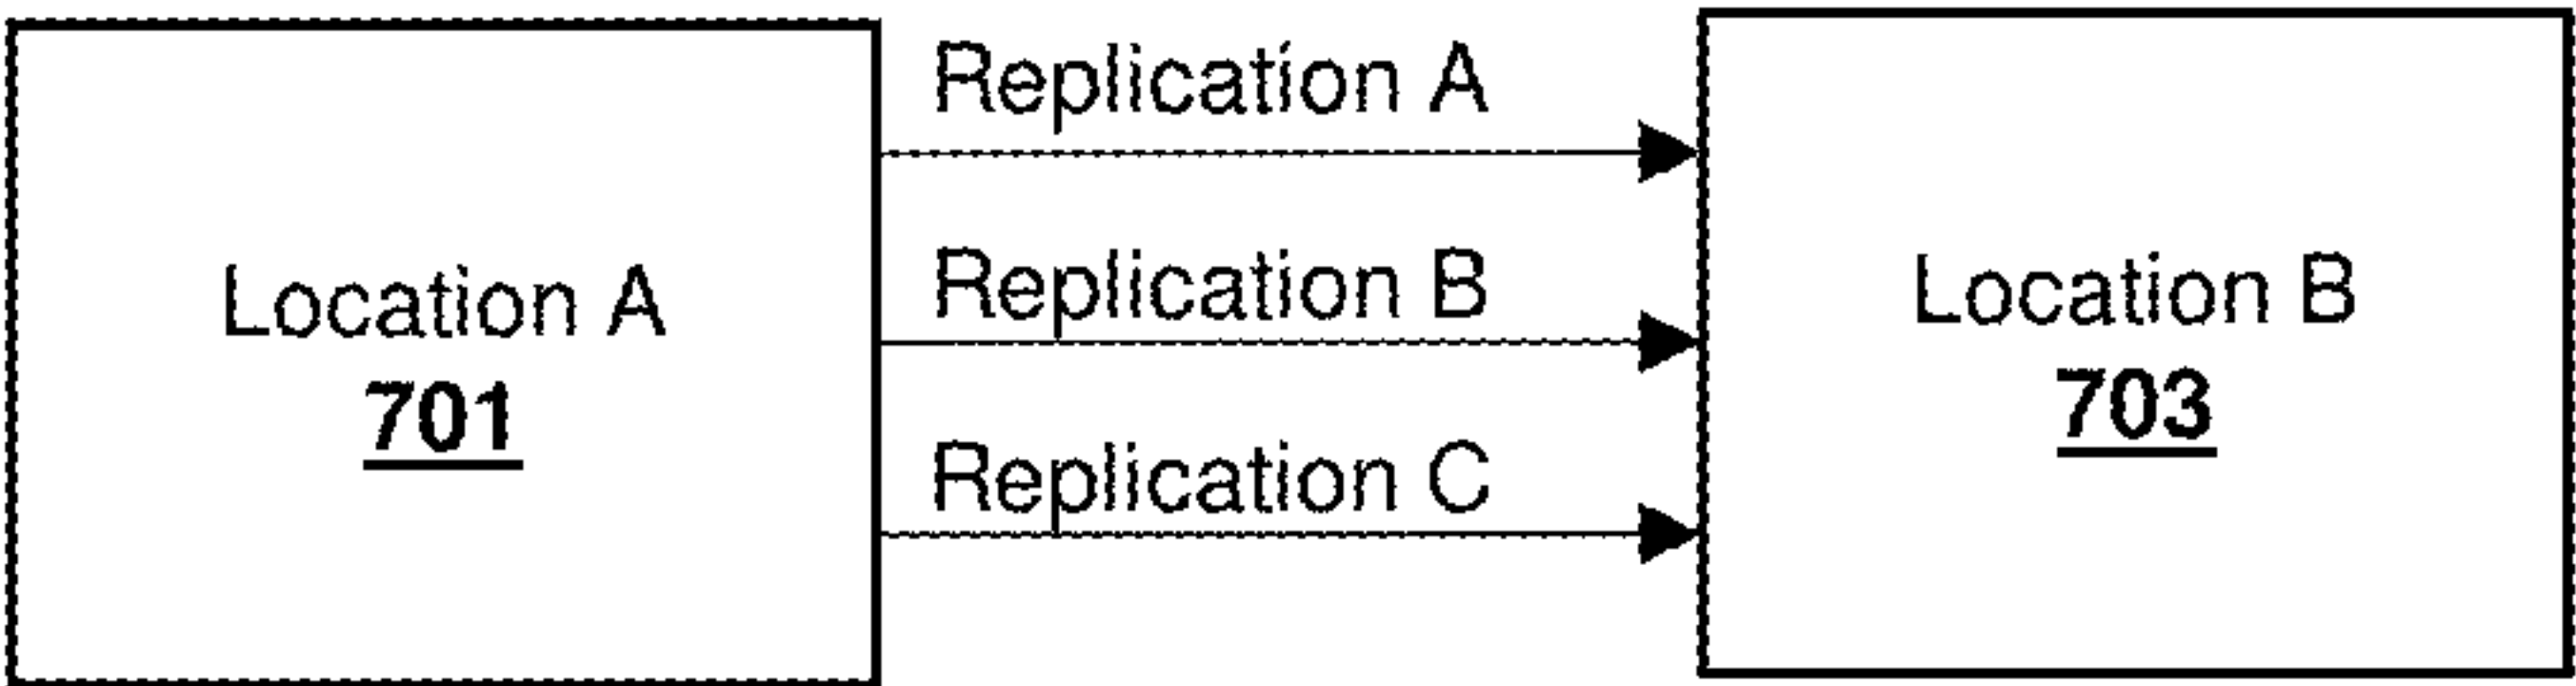 Replication A
Replication B
Replication C
Location A
701
Location B
703